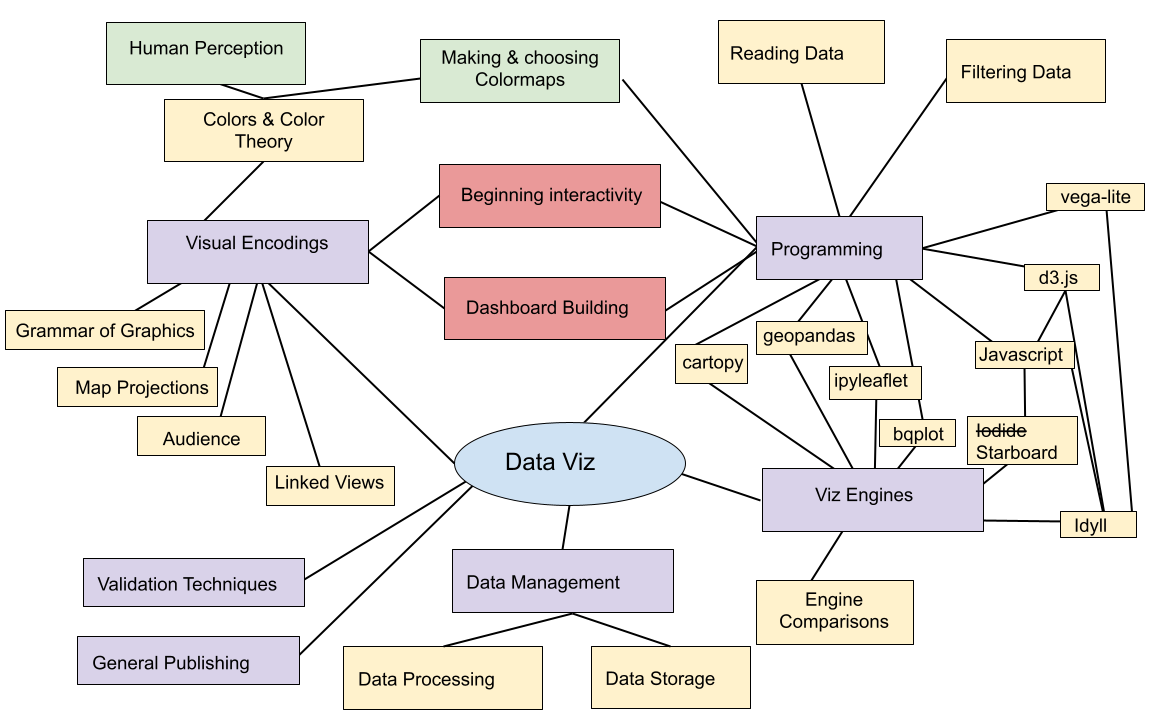 Human Perception
Making & choosing
Colormaps
Reading Data
Filtering Data
Colors & Color
Theory
Beginning interactivity
vega-lite
Visual Encodings
Programming
d3.js
Dashboard Building
Grammar of Graphics
geopandas
cartopy
Javascript
Map Projections
ipyleaflet
Audience
bqplot
Iodide
Starboard
Data Viz
Linked Views
Viz Engines
Idyll
Validation Techniques
Data Management
Engine
Comparisons
General Publishing
Data Processing
Data Storage